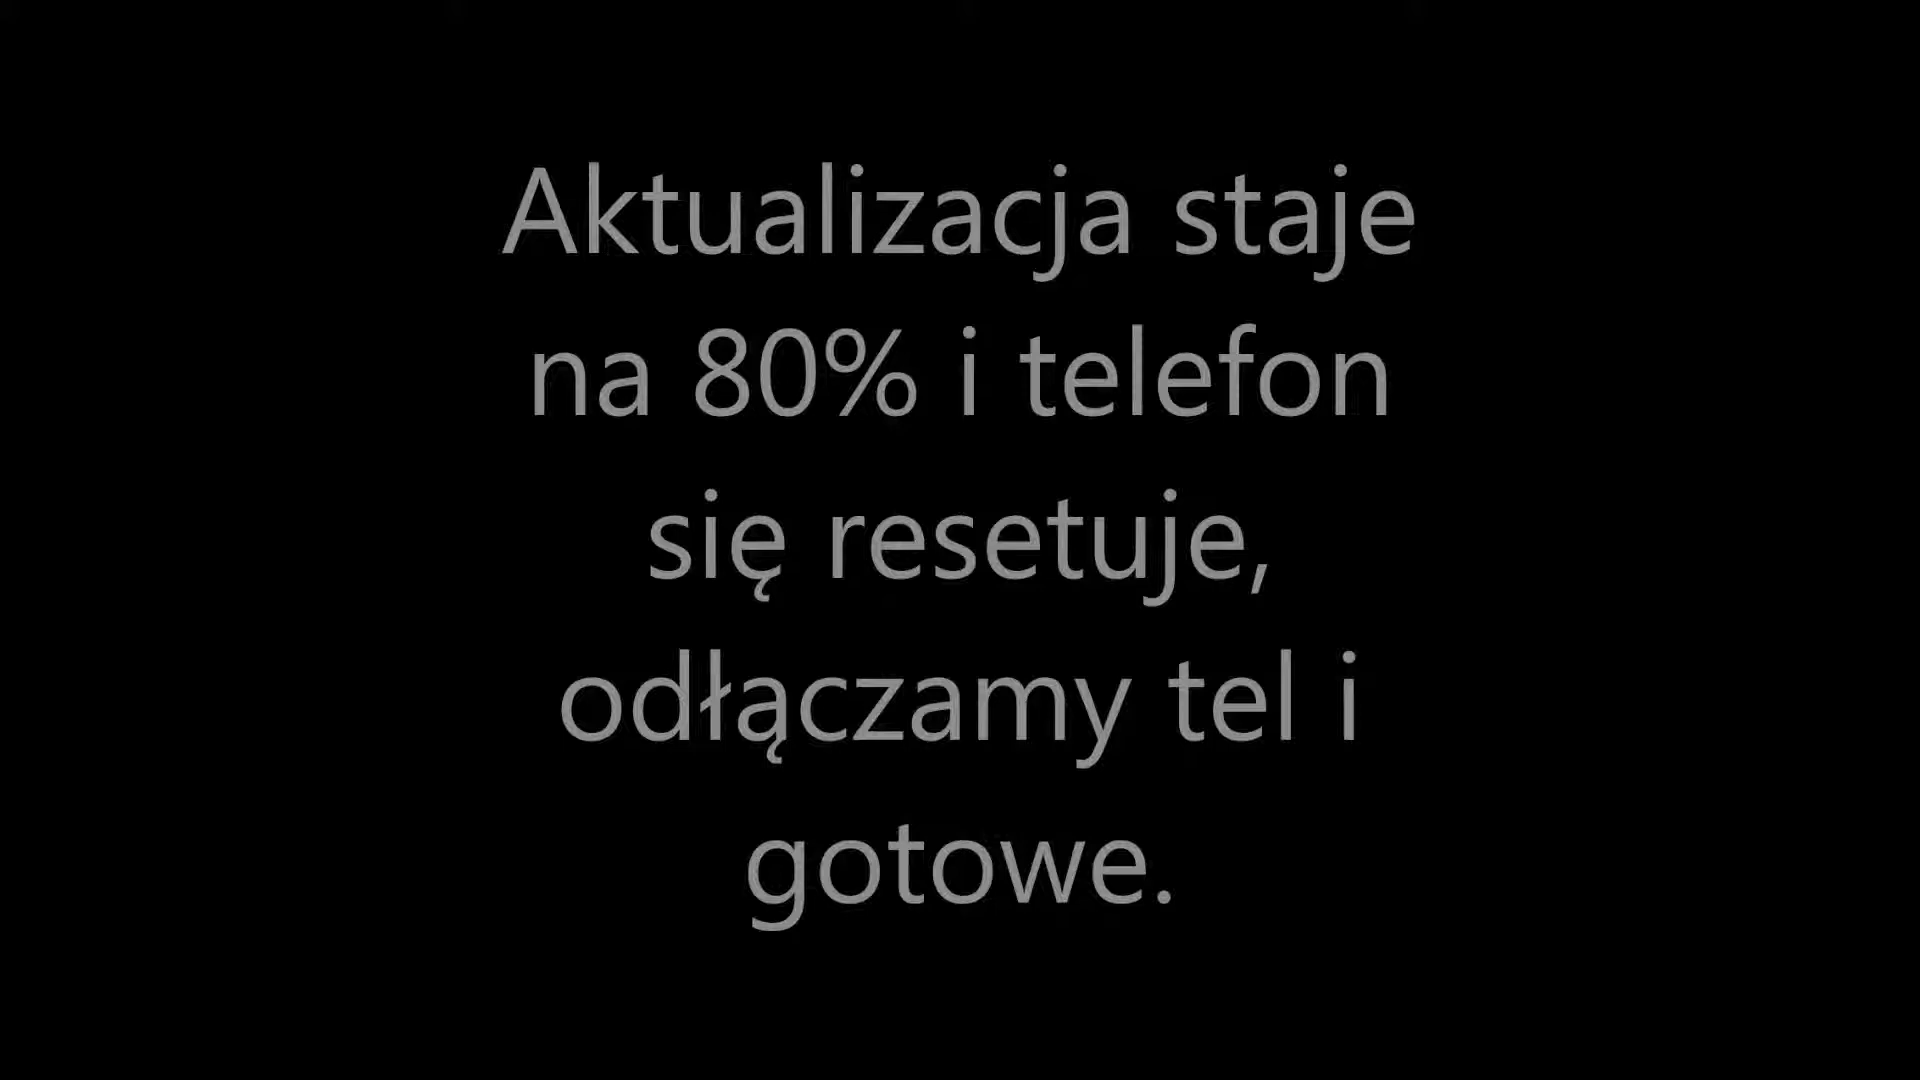 Aktualizacja staje
na 80% i telefon
się resetuje,
odłączamy tel i
gotowe.